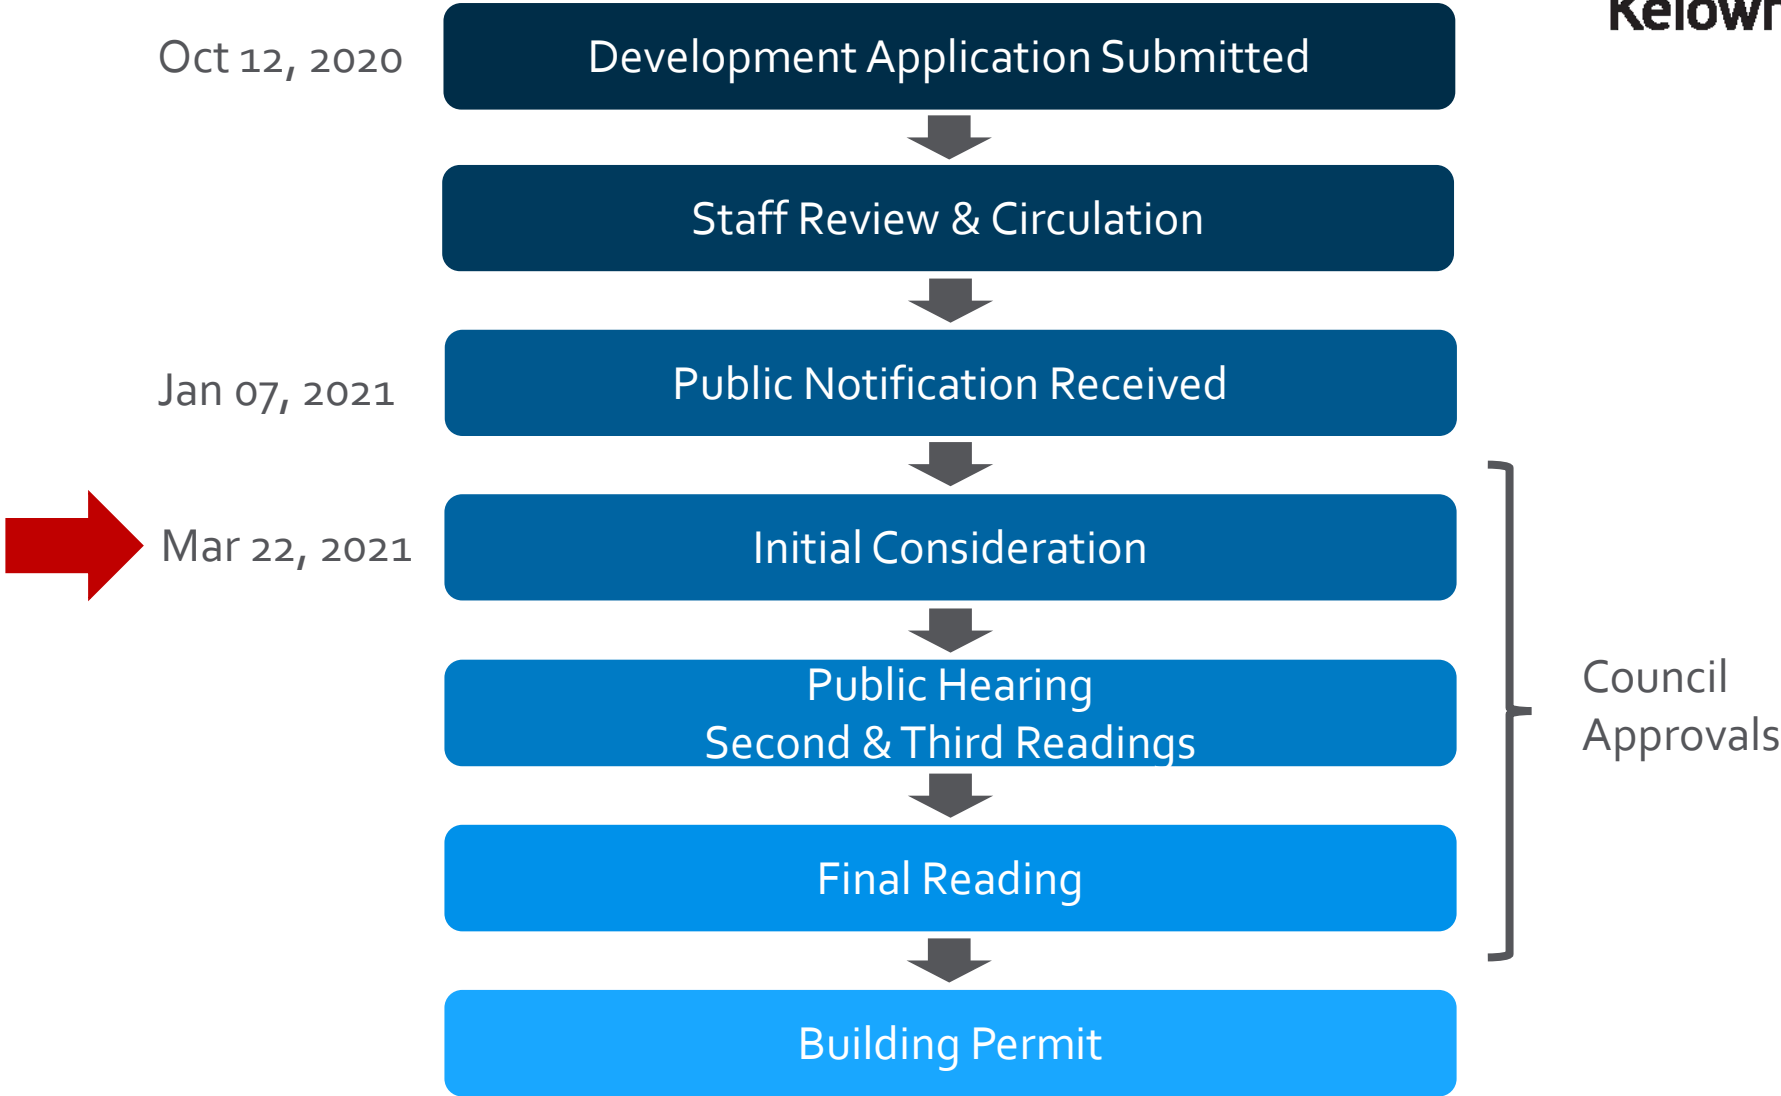 Oct 12, 2020
Development Application Submitted
Staff Review & Circulation
Jan 07, 2021
Public Notification Received
Mar 22, 2021
Initial Consideration
Public Hearing
Second & Third Readings
Council
Approvals
Final Reading
Building Permit